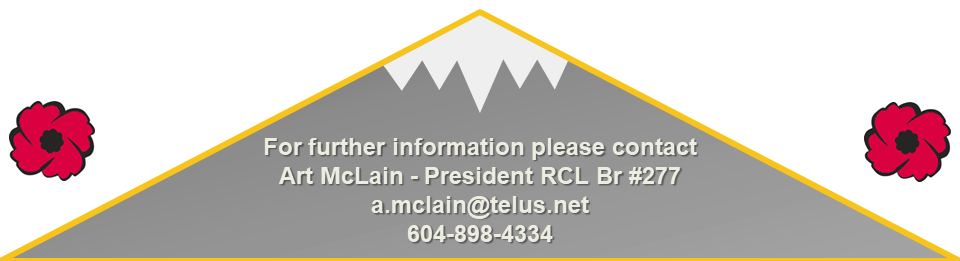 For further information please contact
Art McLain - President RCL Br #277
a.mclain@telus.net
604-898-4334